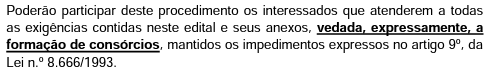 Poderão participar deste procedimento os interessados que atenderem a todas
as exigências contidas neste edital e seus anexos, vedada, expressamente, a
formação de consórcios, mantidos os impedimentos expressos no artigo 9º, da
Lei n.º 8.666/1993.